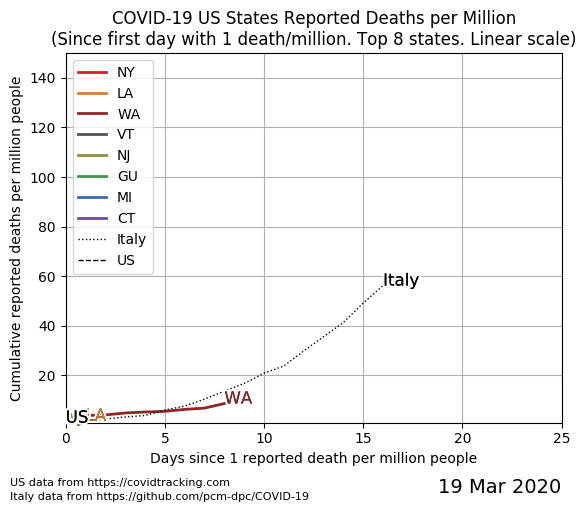 COVID-19 US States Reported Deaths per Million
(Since first day with 1 death/million. Top 8 states. Linear scale)
Cumulative reported deaths per million people
140
120
100
80
60
40
20
NY
LA
WA
VT
NJ
GU
MI
CT
Italy
US
Italy
WA
US
LA
0
5
10
15
20
25
Days since 1 reported death per million people
US data from https://covidtracking.com
Italy data from https://github.com/pcm-dpc/COVID-19
19 Mar 2020